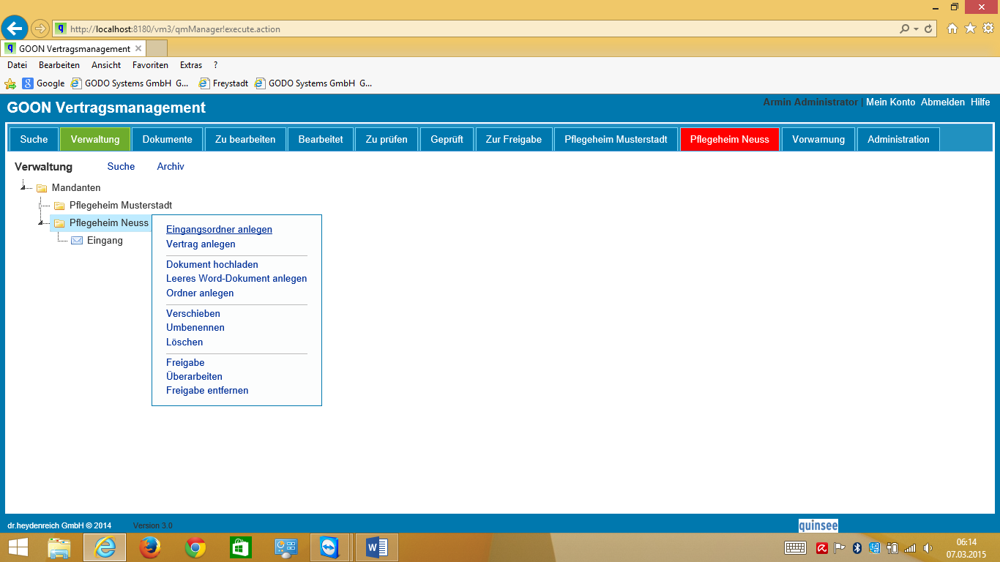 http://localhost:8180/vm3/qmManager!execute.action
GOON Vertragsmanagement
Datei Bearbeiten Ansicht Favoriten Extras ?
Google GODO Systems GmbH G... Freystadt GODO Systems GmbH G...
GOON Vertragsmanagement
Armin Administrator | Mein Konto Abmelden Hilfe
Suche Verwaltung Dokumente Zu bearbeiten Bearbeitet Zu prüfen Geprüft Zur Freigabe Pflegeheim Musterstadt Pflegeheim Neuss Vorwarnung Administration
Verwaltung Suche Archiv
Mandanten
Pflegeheim Musterstadt
Pflegeheim Neuss
Eingang
Eingangsordner anlegen
Vertrag anlegen
Dokument hochladen
Leeres Word-Dokument anlegen
Ordner anlegen
Verschieben
Umbenennen
Löschen
Freigabe
Überarbeiten
Freigabe entfernen
dr.heydenreich GmbH © 2014 Version 3.0
quinsee
06:14
07.03.2015